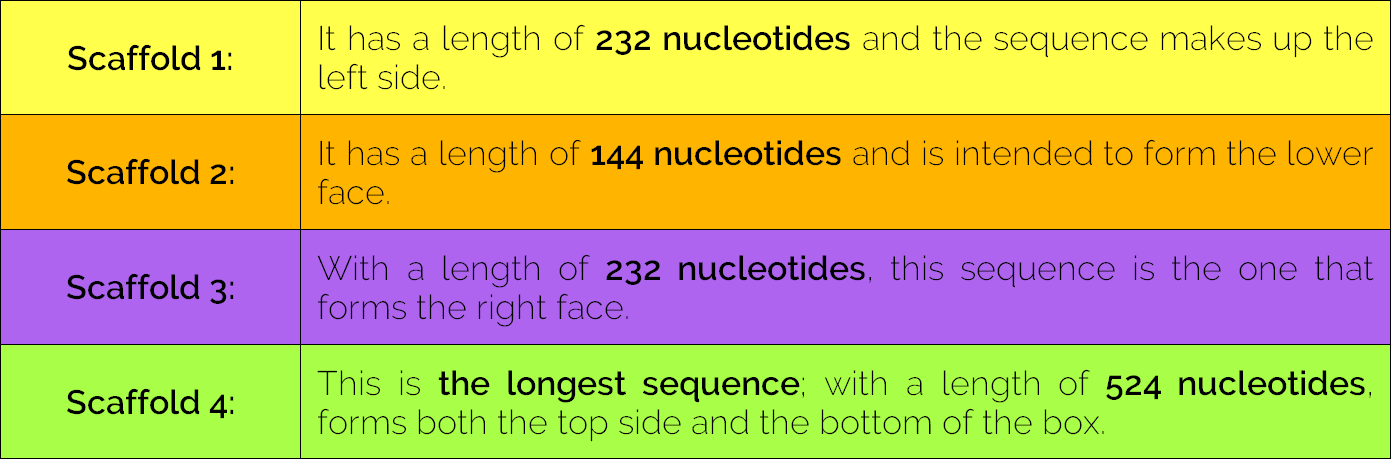 Scaffold 1:
It has a length of 232 nucleotides and the sequence makes up the
left side.
Scaffold 2:
It has a length of 144 nucleotides and is intended to form the lower
face.
Scaffold 3:
With a length of 232 nucleotides, this sequence is the one that
forms the right face.
Scaffold 4:
This is the longest sequence; with a length of 524 nucleotides,
forms both the top side and the bottom of the box.